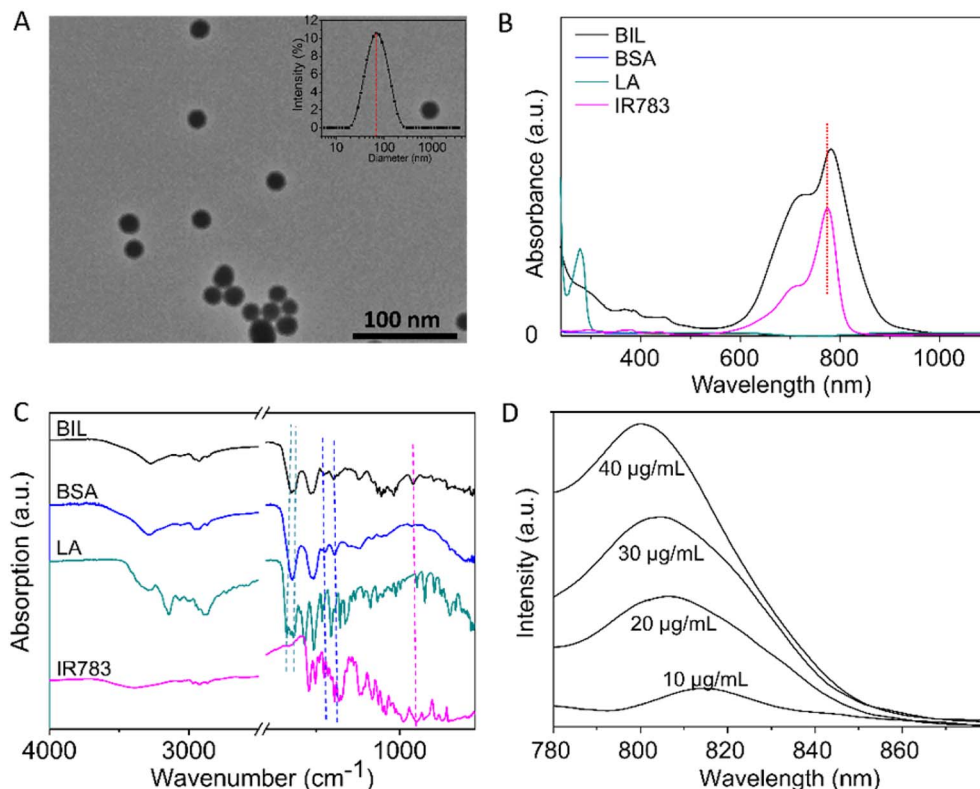 A
Intensity (%)
12
10
8
6
4
2
0
10
100
1000
Diameter (nm)
100 nm
B
BIL
BSA
LA
IR783
Absorbance (a.u.)
0
400
600
800
1000
Wavelength (nm)
C
BIL
BSA
LA
IR783
Absorption (a.u.)
4000
3000
1000
Wavenumber (cm⁻¹)
D
40 µg/mL
30 µg/mL
20 µg/mL
10 µg/mL
Intensity (a.u.)
780
800
820
840
860
Wavelength (nm)